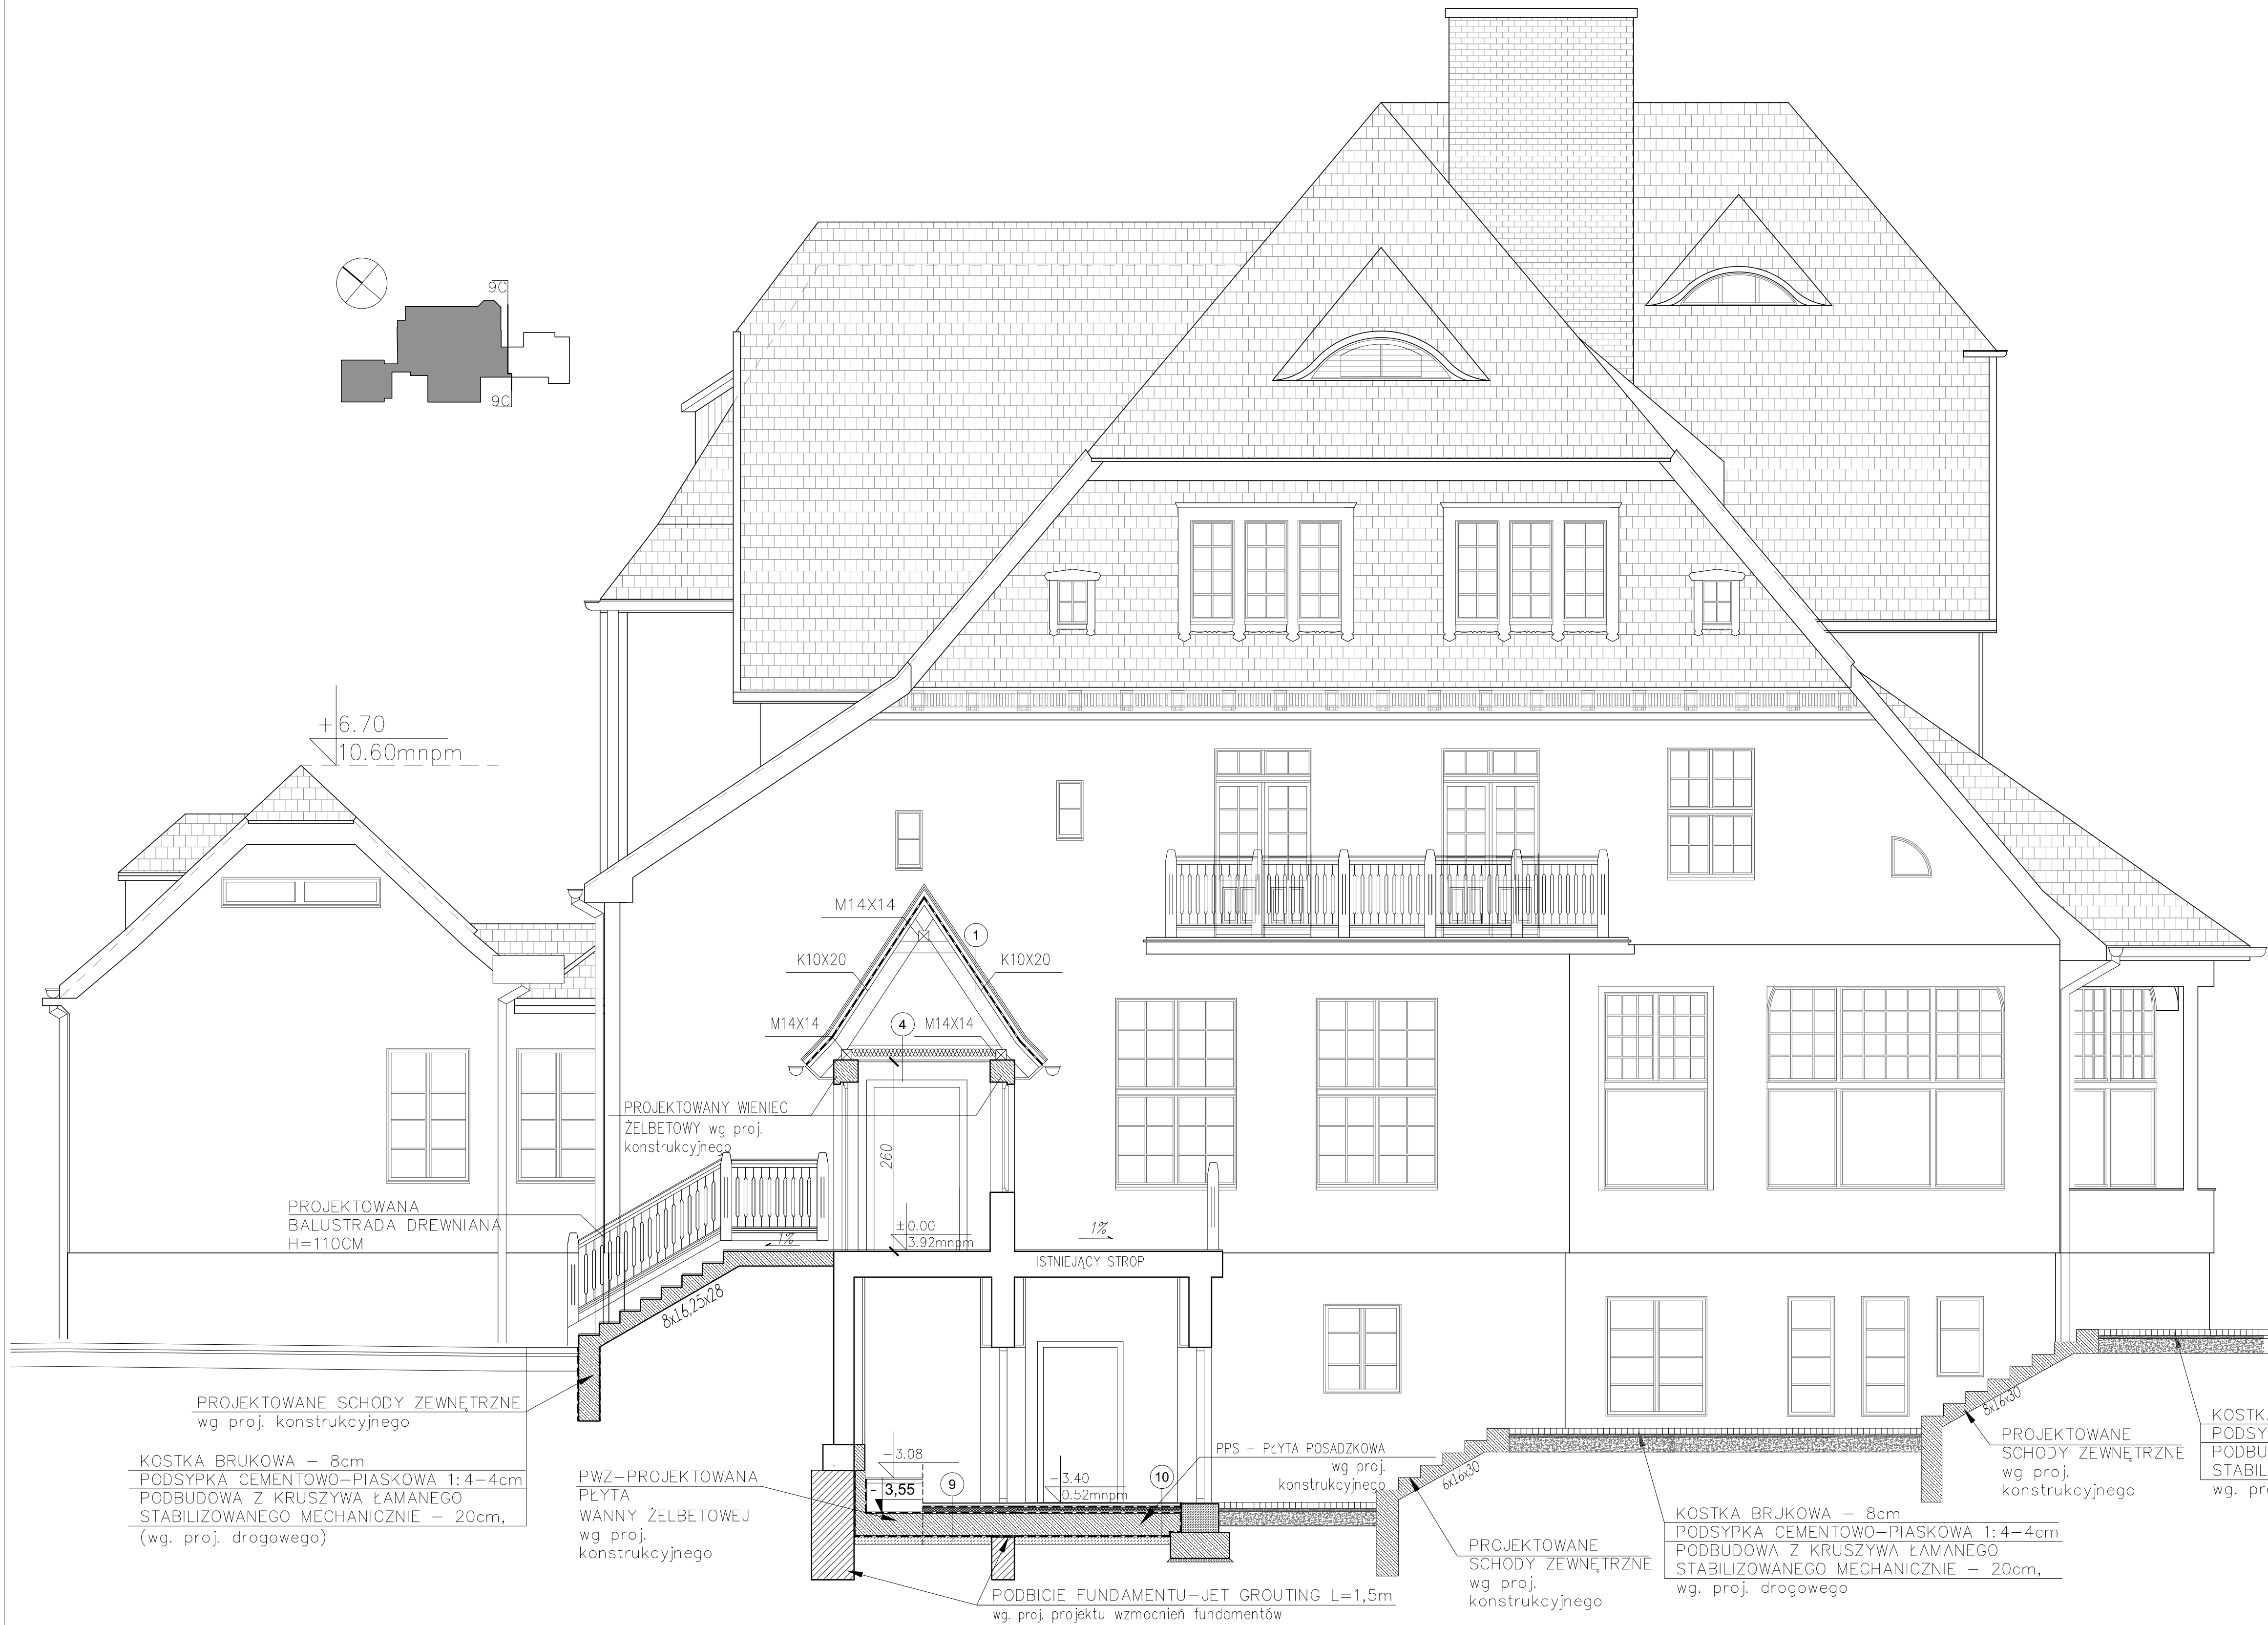 9C
9C
+6.70
10.60mnpm
M14X14
1
K10X20
K10X20
M14X14
4
M14X14
PROJEKTOWANY WIENIEC
ŻELBETOWY wg proj.
konstrukcyjnego
260
PROJEKTOWANA
BALUSTRADA DREWNIANA
H=110CM
±0.00
3.92mnpm
1%
1%
ISTNIEJĄCY STROP
8x16,25x28
PROJEKTOWANE SCHODY ZEWNĘTRZNE
wg proj. konstrukcyjnego
KOSTKA BRUKOWA – 8cm
PODSYPKA CEMENTOWO–PIASKOWA 1:4–4cm
PODBUDOWA Z KRUSZYWA ŁAMANEGO
STABILIZOWANEGO MECHANICZNIE – 20cm,
(wg. proj. drogowego)
PWZ–PROJEKTOWANA
PŁYTA
WANNY ŻELBETOWEJ
wg proj.
konstrukcyjnego
–3.08
- 3,55
9
–3.40
0.52mnpm
10
PPS – PŁYTA POSADZKOWA
wg proj.
konstrukcyjnego
6x16x30
PODBICIE FUNDAMENTU–JET GROUTING L=1,5m
wg. proj. projektu wzmocnień fundamentów
PROJEKTOWANE
SCHODY ZEWNĘTRZNE
wg proj.
konstrukcyjnego
KOSTKA BRUKOWA – 8cm
PODSYPKA CEMENTOWO–PIASKOWA 1:4–4cm
PODBUDOWA Z KRUSZYWA ŁAMANEGO
STABILIZOWANEGO MECHANICZNIE – 20cm,
wg. proj. drogowego
8x16x30
PROJEKTOWANE
SCHODY ZEWNĘTRZNE
wg proj.
konstrukcyjnego
KOSTK
PODSY
PODBU
STABIL
wg. pro